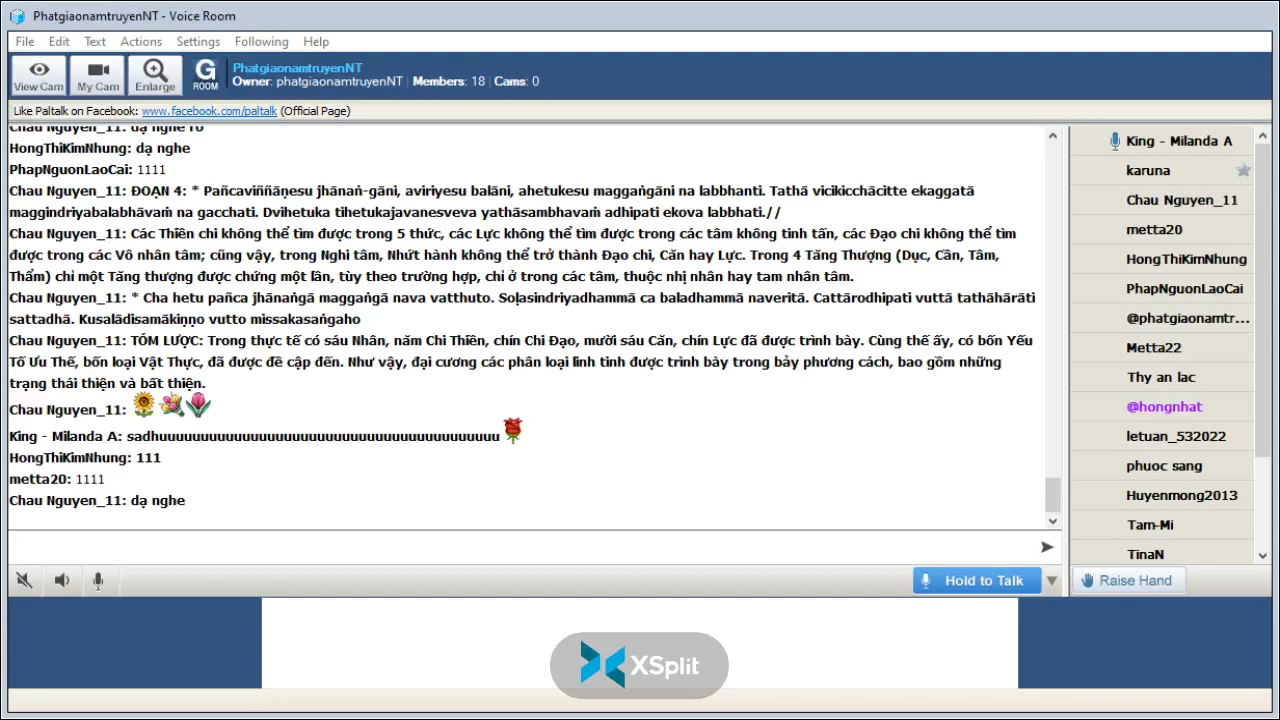 PhatgiaonamtruyenNT - Voice Room
File Edit Text Actions Settings Following Help
View Cam My Cam Enlarge G ROOM
PhatgiaonamtruyenNT
Owner: phatgiaonamtruyenNT | Members: 18 | Cams: 0
Like Paltalk on Facebook: www.facebook.com/paltalk (Official Page)
Chau Nguyen_11: dạ nghe rõ
HongThiKimNhung: dạ nghe
PhapNguonLaoCai: 1111
Chau Nguyen_11: ĐOẠN 4: * Pañcaviññāṇesu jhānaṅ-gāni, aviriyesu balāni, ahetukesu maggaṅgāni na labbhanti. Tathā vicikicchācitte ekaggatā
maggindriyabalabhāvaṁ na gacchati. Dvihetuka tihetukajavanesveva yathāsambhavaṁ adhipati ekova labbhati.//
Chau Nguyen_11: Các Thiền chi không thể tìm được trong 5 thức, các Lực không thể tìm được trong các tâm không tinh tấn, các Đạo chi không thể tìm
được trong các Vô nhân tâm; cũng vậy, trong Nghi tâm, Nhứt hành không thể trở thành Đạo chi, Căn hay Lực. Trong 4 Tăng Thượng (Dục, Cần, Tâm,
Thẩm) chỉ một Tăng thượng được chứng một lần, tùy theo trường hợp, chỉ ở trong các tâm, thuộc nhị nhân hay tam nhân.
Chau Nguyen_11: * Cha hetu pañca jhānaṅgā maggaṅgā nava vatthuto. Soḷasindriyadhammā ca baladhammā naveritā. Cattārodhipati vuttā tathāhārāti
sattadhā. Kusalādisamākiṇṇo vutto missakasaṅgaho
Chau Nguyen_11: TÓM LƯỢC: Trong thực tế có sáu Nhân, năm Chi Thiền, chín Chi Đạo, mười sáu Căn, chín Lực đã được trình bày. Cùng thế ấy, có bốn Yếu
Tố Ưu Thế, bốn loại Vật Thực, đã được đề cập đến. Như vậy, đại cương các phân loại linh tinh được trình bày trong bảy phương cách, bao gồm những
trạng thái thiện và bất thiện.
Chau Nguyen_11:
King - Milanda A: sadhuuuuuuuuuuuuuuuuuuuuuuuuuuuuuuuuuuuuuuuuu
HongThiKimNhung: 111
metta20: 1111
Chau Nguyen_11: dạ nghe
King - Milanda A
karuna
Chau Nguyen_11
metta20
HongThiKimNhung
PhapNguonLaoCai
@phatgiaonamtr...
Metta22
Thy an lac
@hongnhat
letuan_532022
phuoc sang
Huyenmong2013
Tam-Mi
TinaN
Hold to Talk
Raise Hand
XSplit